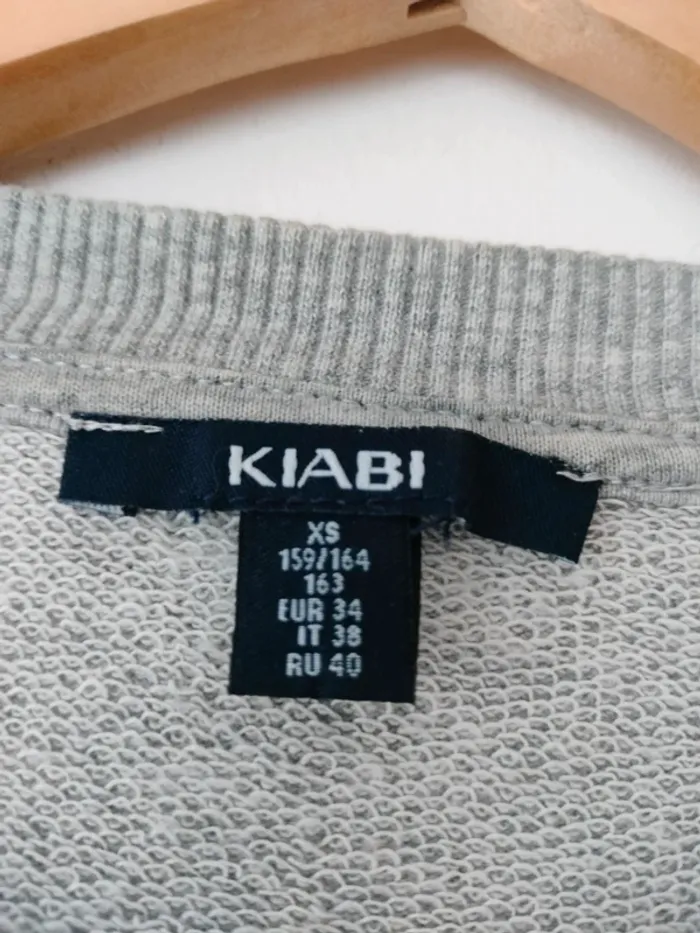 KIABI
XS
159/164
163
EUR 34
IT 38
RU 40